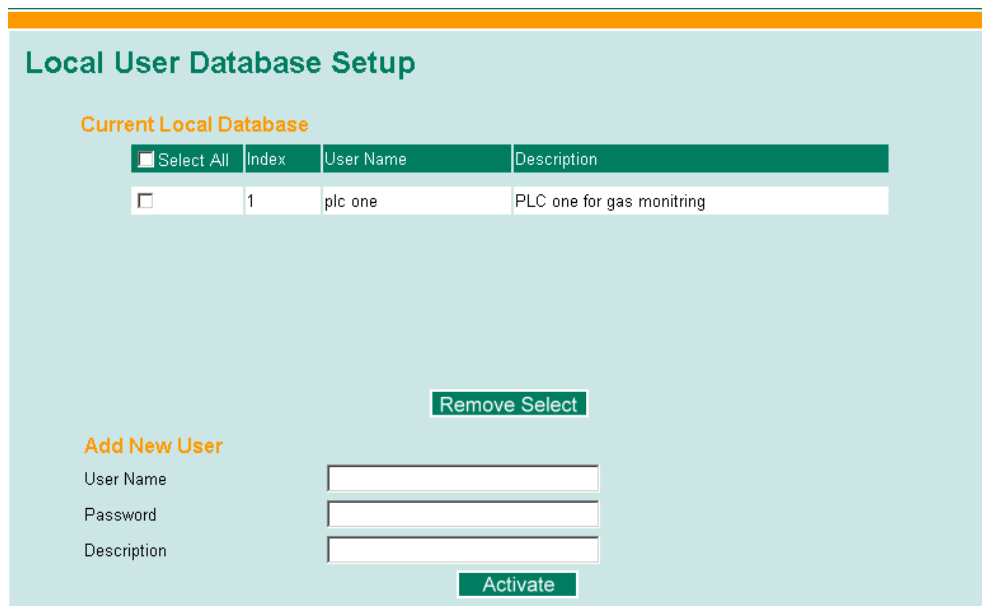 Local User Database Setup
Current Local Database
Select All Index User Name Description
1 plc one PLC one for gas monitring
Remove Select
Add New User
User Name
Password
Description
Activate